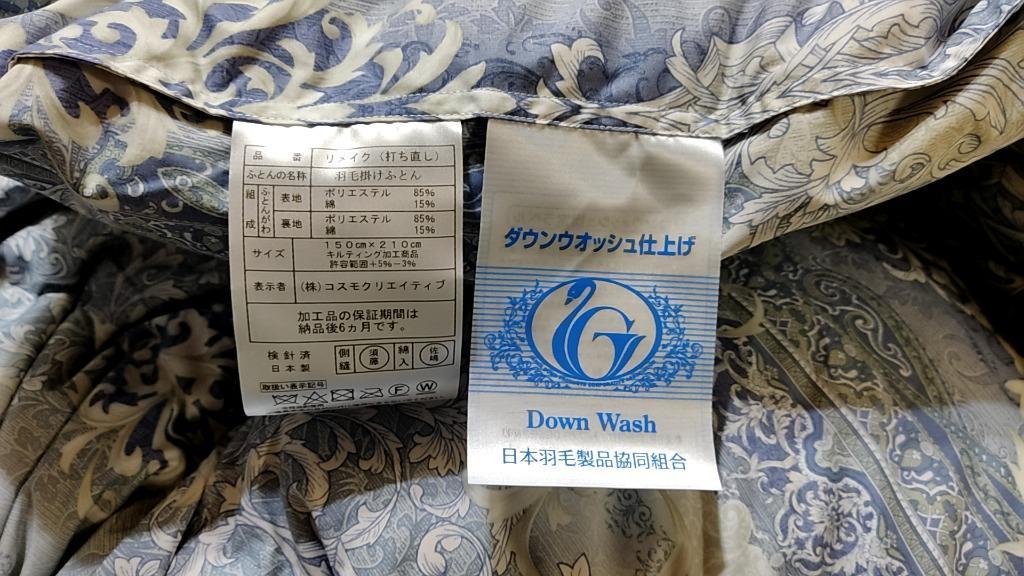 品番 リメイク(打ち直し)
ふとんの名称 羽毛掛けふとん
組成 ふとんがわ 表地 ポリエステル 85%
綿 15%
裏地 ポリエステル 85%
綿 15%
サイズ 150cm×210cm
キルティング加工商品
許容範囲+5%-3%
表示者 (株)コスモクリエイティブ
加工品の保証期間は
納品後6ヵ月です。
検針済 側縫 須藤 綿入
日本製
取扱い表示記号
F W
ダウンウオッシュ仕上げ
G
Down Wash
日本羽毛製品協同組合